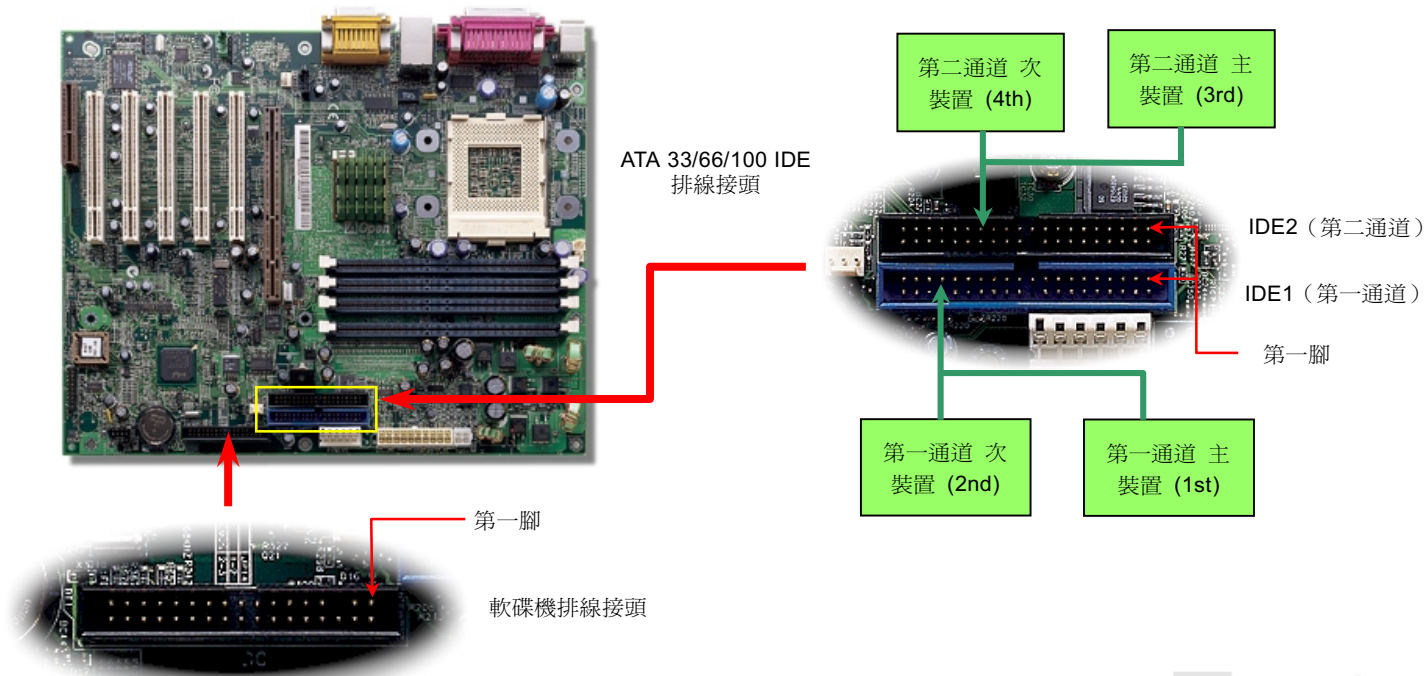 第二通道 次
裝置 (4th)
第二通道 主
裝置 (3rd)
ATA 33/66/100 IDE
排線接頭
IDE2（第二通道）
IDE1（第一通道）
第一腳
第一通道 次
裝置 (2nd)
第一通道 主
裝置 (1st)
第一腳
軟碟機排線接頭